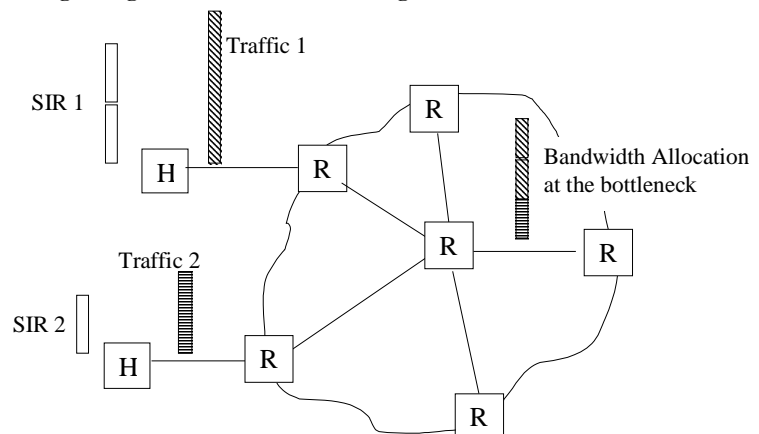 Traffic 1
SIR 1
R
R
H
Bandwidth Allocation
at the bottleneck
R
R
Traffic 2
SIR 2
H
R
R